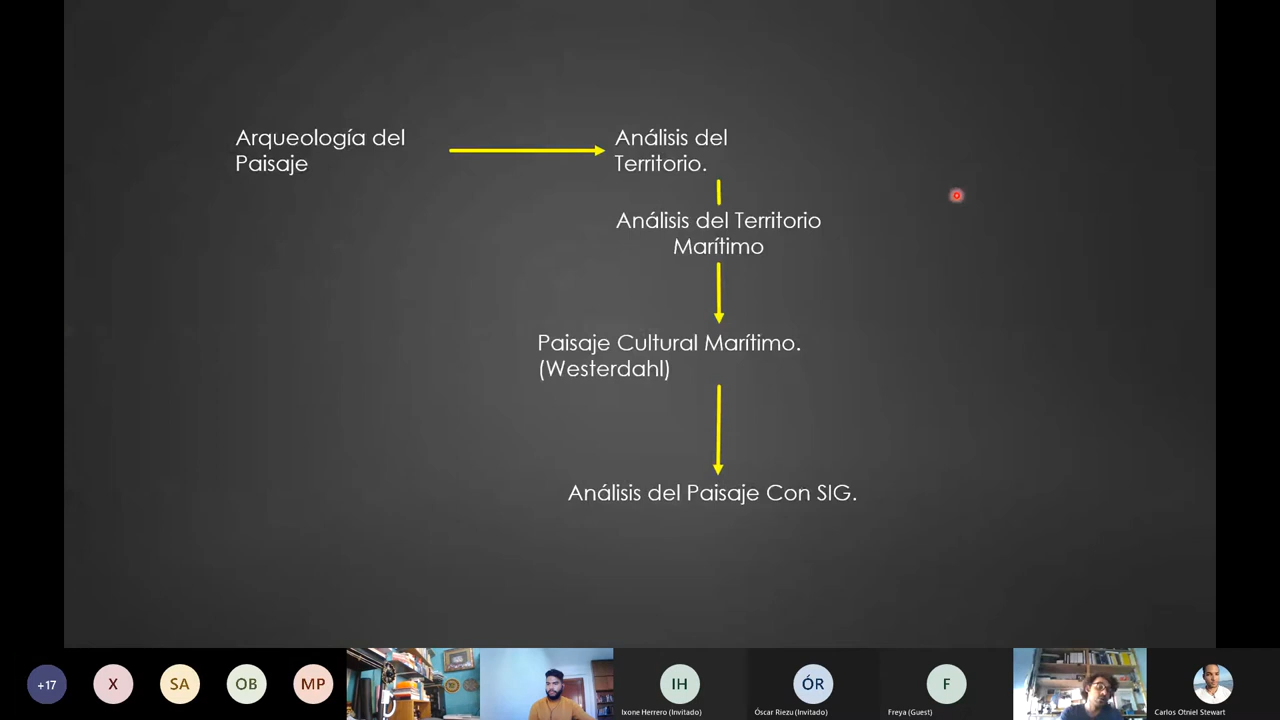 Arqueología del
Paisaje
Análisis del
Territorio.
Análisis del Territorio
Marítimo
Paisaje Cultural Marítimo.
(Westerdahl)
Análisis del Paisaje Con SIG.
+17
X
SA
OB
MP
IH
ÓR
F
Ixone Herrero (Invitado)
Óscar Riezu (Invitado)
Freya (Guest)
Carlos Otniel Stewart